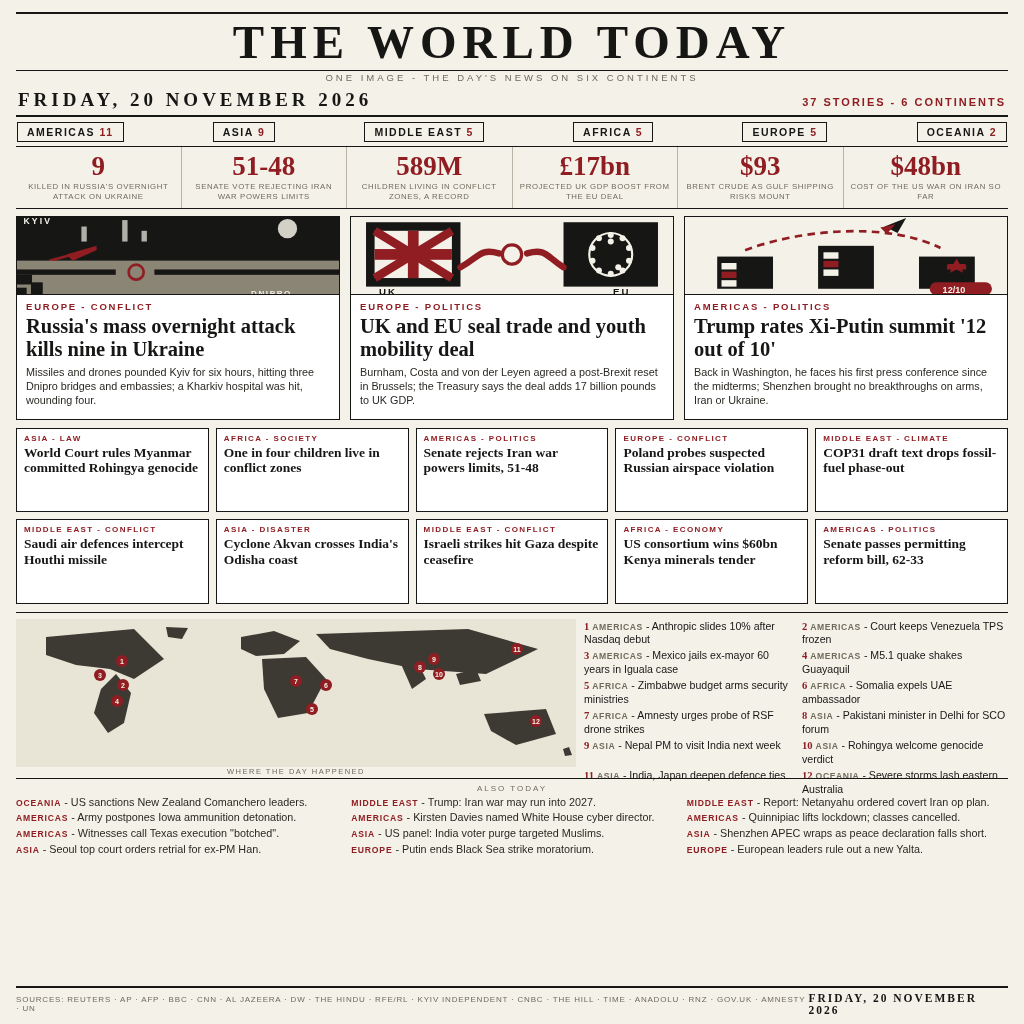 THE WORLD TODAY
ONE IMAGE - THE DAY'S NEWS ON SIX CONTINENTS
FRIDAY, 20 NOVEMBER 2026
37 STORIES - 6 CONTINENTS
AMERICAS 11
ASIA 9
MIDDLE EAST 5
AFRICA 5
EUROPE 5
OCEANIA 2
9
KILLED IN RUSSIA'S OVERNIGHT
ATTACK ON UKRAINE
51-48
SENATE VOTE REJECTING IRAN
WAR POWERS LIMITS
589M
CHILDREN LIVING IN CONFLICT
ZONES, A RECORD
£17bn
PROJECTED UK GDP BOOST FROM
THE EU DEAL
$93
BRENT CRUDE AS GULF SHIPPING
RISKS MOUNT
$48bn
COST OF THE US WAR ON IRAN SO
FAR
KYIV
DNIPRO
EUROPE - CONFLICT
Russia's mass overnight attack
kills nine in Ukraine
Missiles and drones pounded Kyiv for six hours, hitting three
Dnipro bridges and embassies; a Kharkiv hospital was hit,
wounding four.
UK
EU
EUROPE - POLITICS
UK and EU seal trade and youth
mobility deal
Burnham, Costa and von der Leyen agreed a post-Brexit reset
in Brussels; the Treasury says the deal adds 17 billion pounds
to UK GDP.
12/10
AMERICAS - POLITICS
Trump rates Xi-Putin summit '12
out of 10'
Back in Washington, he faces his first press conference since
the midterms; Shenzhen brought no breakthroughs on arms,
Iran or Ukraine.
ASIA - LAW
World Court rules Myanmar
committed Rohingya genocide
AFRICA - SOCIETY
One in four children live in
conflict zones
AMERICAS - POLITICS
Senate rejects Iran war
powers limits, 51-48
EUROPE - CONFLICT
Poland probes suspected
Russian airspace violation
MIDDLE EAST - CLIMATE
COP31 draft text drops fossil-
fuel phase-out
MIDDLE EAST - CONFLICT
Saudi air defences intercept
Houthi missile
ASIA - DISASTER
Cyclone Akvan crosses India's
Odisha coast
MIDDLE EAST - CONFLICT
Israeli strikes hit Gaza despite
ceasefire
AFRICA - ECONOMY
US consortium wins $60bn
Kenya minerals tender
AMERICAS - POLITICS
Senate passes permitting
reform bill, 62-33
1
2
3
4
5
6
7
8
9
10
11
12
WHERE THE DAY HAPPENED
1 AMERICAS - Anthropic slides 10% after
Nasdaq debut
2 AMERICAS - Court keeps Venezuela TPS
frozen
3 AMERICAS - Mexico jails ex-mayor 60
years in Iguala case
4 AMERICAS - M5.1 quake shakes
Guayaquil
5 AFRICA - Zimbabwe budget arms security
ministries
6 AFRICA - Somalia expels UAE
ambassador
7 AFRICA - Amnesty urges probe of RSF
drone strikes
8 ASIA - Pakistani minister in Delhi for SCO
forum
9 ASIA - Nepal PM to visit India next week
10 ASIA - Rohingya welcome genocide
verdict
11 ASIA - India, Japan deepen defence ties
12 OCEANIA - Severe storms lash eastern
Australia
ALSO TODAY
OCEANIA - US sanctions New Zealand Comanchero leaders.
MIDDLE EAST - Trump: Iran war may run into 2027.
MIDDLE EAST - Report: Netanyahu ordered covert Iran op plan.
AMERICAS - Army postpones Iowa ammunition detonation.
AMERICAS - Kirsten Davies named White House cyber director.
AMERICAS - Quinnipiac lifts lockdown; classes cancelled.
AMERICAS - Witnesses call Texas execution "botched".
ASIA - US panel: India voter purge targeted Muslims.
ASIA - Shenzhen APEC wraps as peace declaration falls short.
ASIA - Seoul top court orders retrial for ex-PM Han.
EUROPE - Putin ends Black Sea strike moratorium.
EUROPE - European leaders rule out a new Yalta.
SOURCES: REUTERS · AP · AFP · BBC · CNN · AL JAZEERA · DW · THE HINDU · RFE/RL · KYIV INDEPENDENT · CNBC · THE HILL · TIME · ANADOLU · RNZ · GOV.UK · AMNESTY
· UN
FRIDAY, 20 NOVEMBER
2026